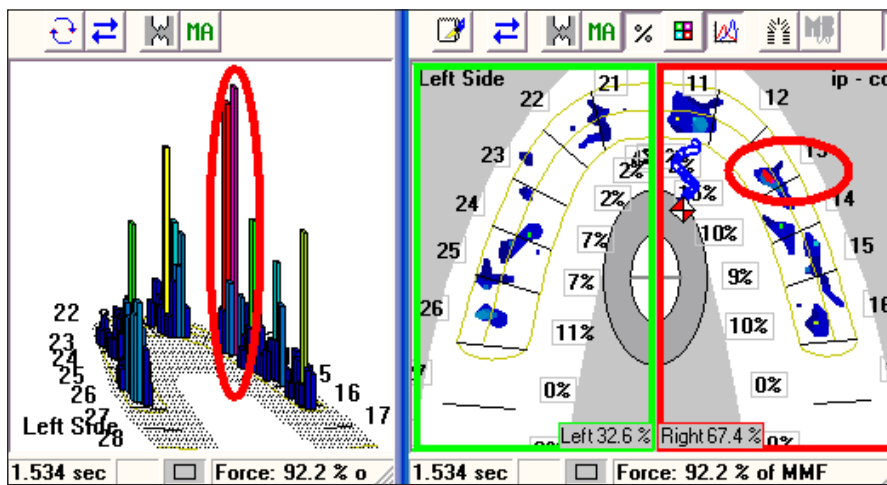 MA
22
23
24
25
26
27
28
Left Side
5
16
17
1.534 sec
Force: 92.2 % o
MA %
Left Side
21
11
ip - co
22
12
23
24
14
25
15
26
16
2%
2%
10%
7%
7%
9%
11%
10%
0%
0%
Left 32.6 %
Right 67.4 %
0%
1.534 sec
Force: 92.2 % of MMF